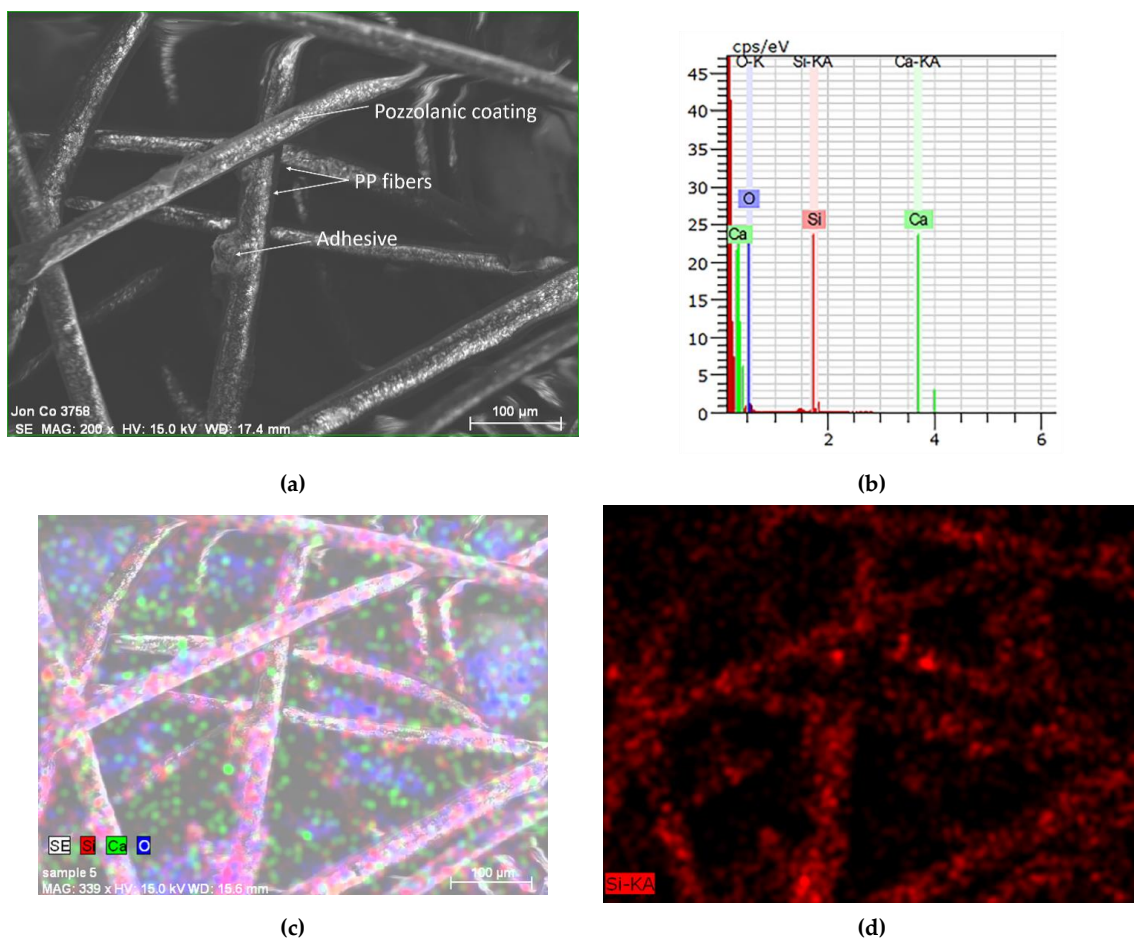 Pozzolanic coating
PP fibers
Adhesive
Jon Co 3758
SE MAG: 200 x HV: 15.0 kV WD: 17.4 mm
100 µm
(a)
cps/eV
O-K Si-KA Ca-KA
45
40
35
30
25
20
15
10
5
0
O
Si
Ca
Ca
2 4 6
(b)
SE Si Ca O
sample 5
MAG: 339 x HV: 15.0 kV WD: 15.6 mm
100 µm
(c)
Si-KA
(d)